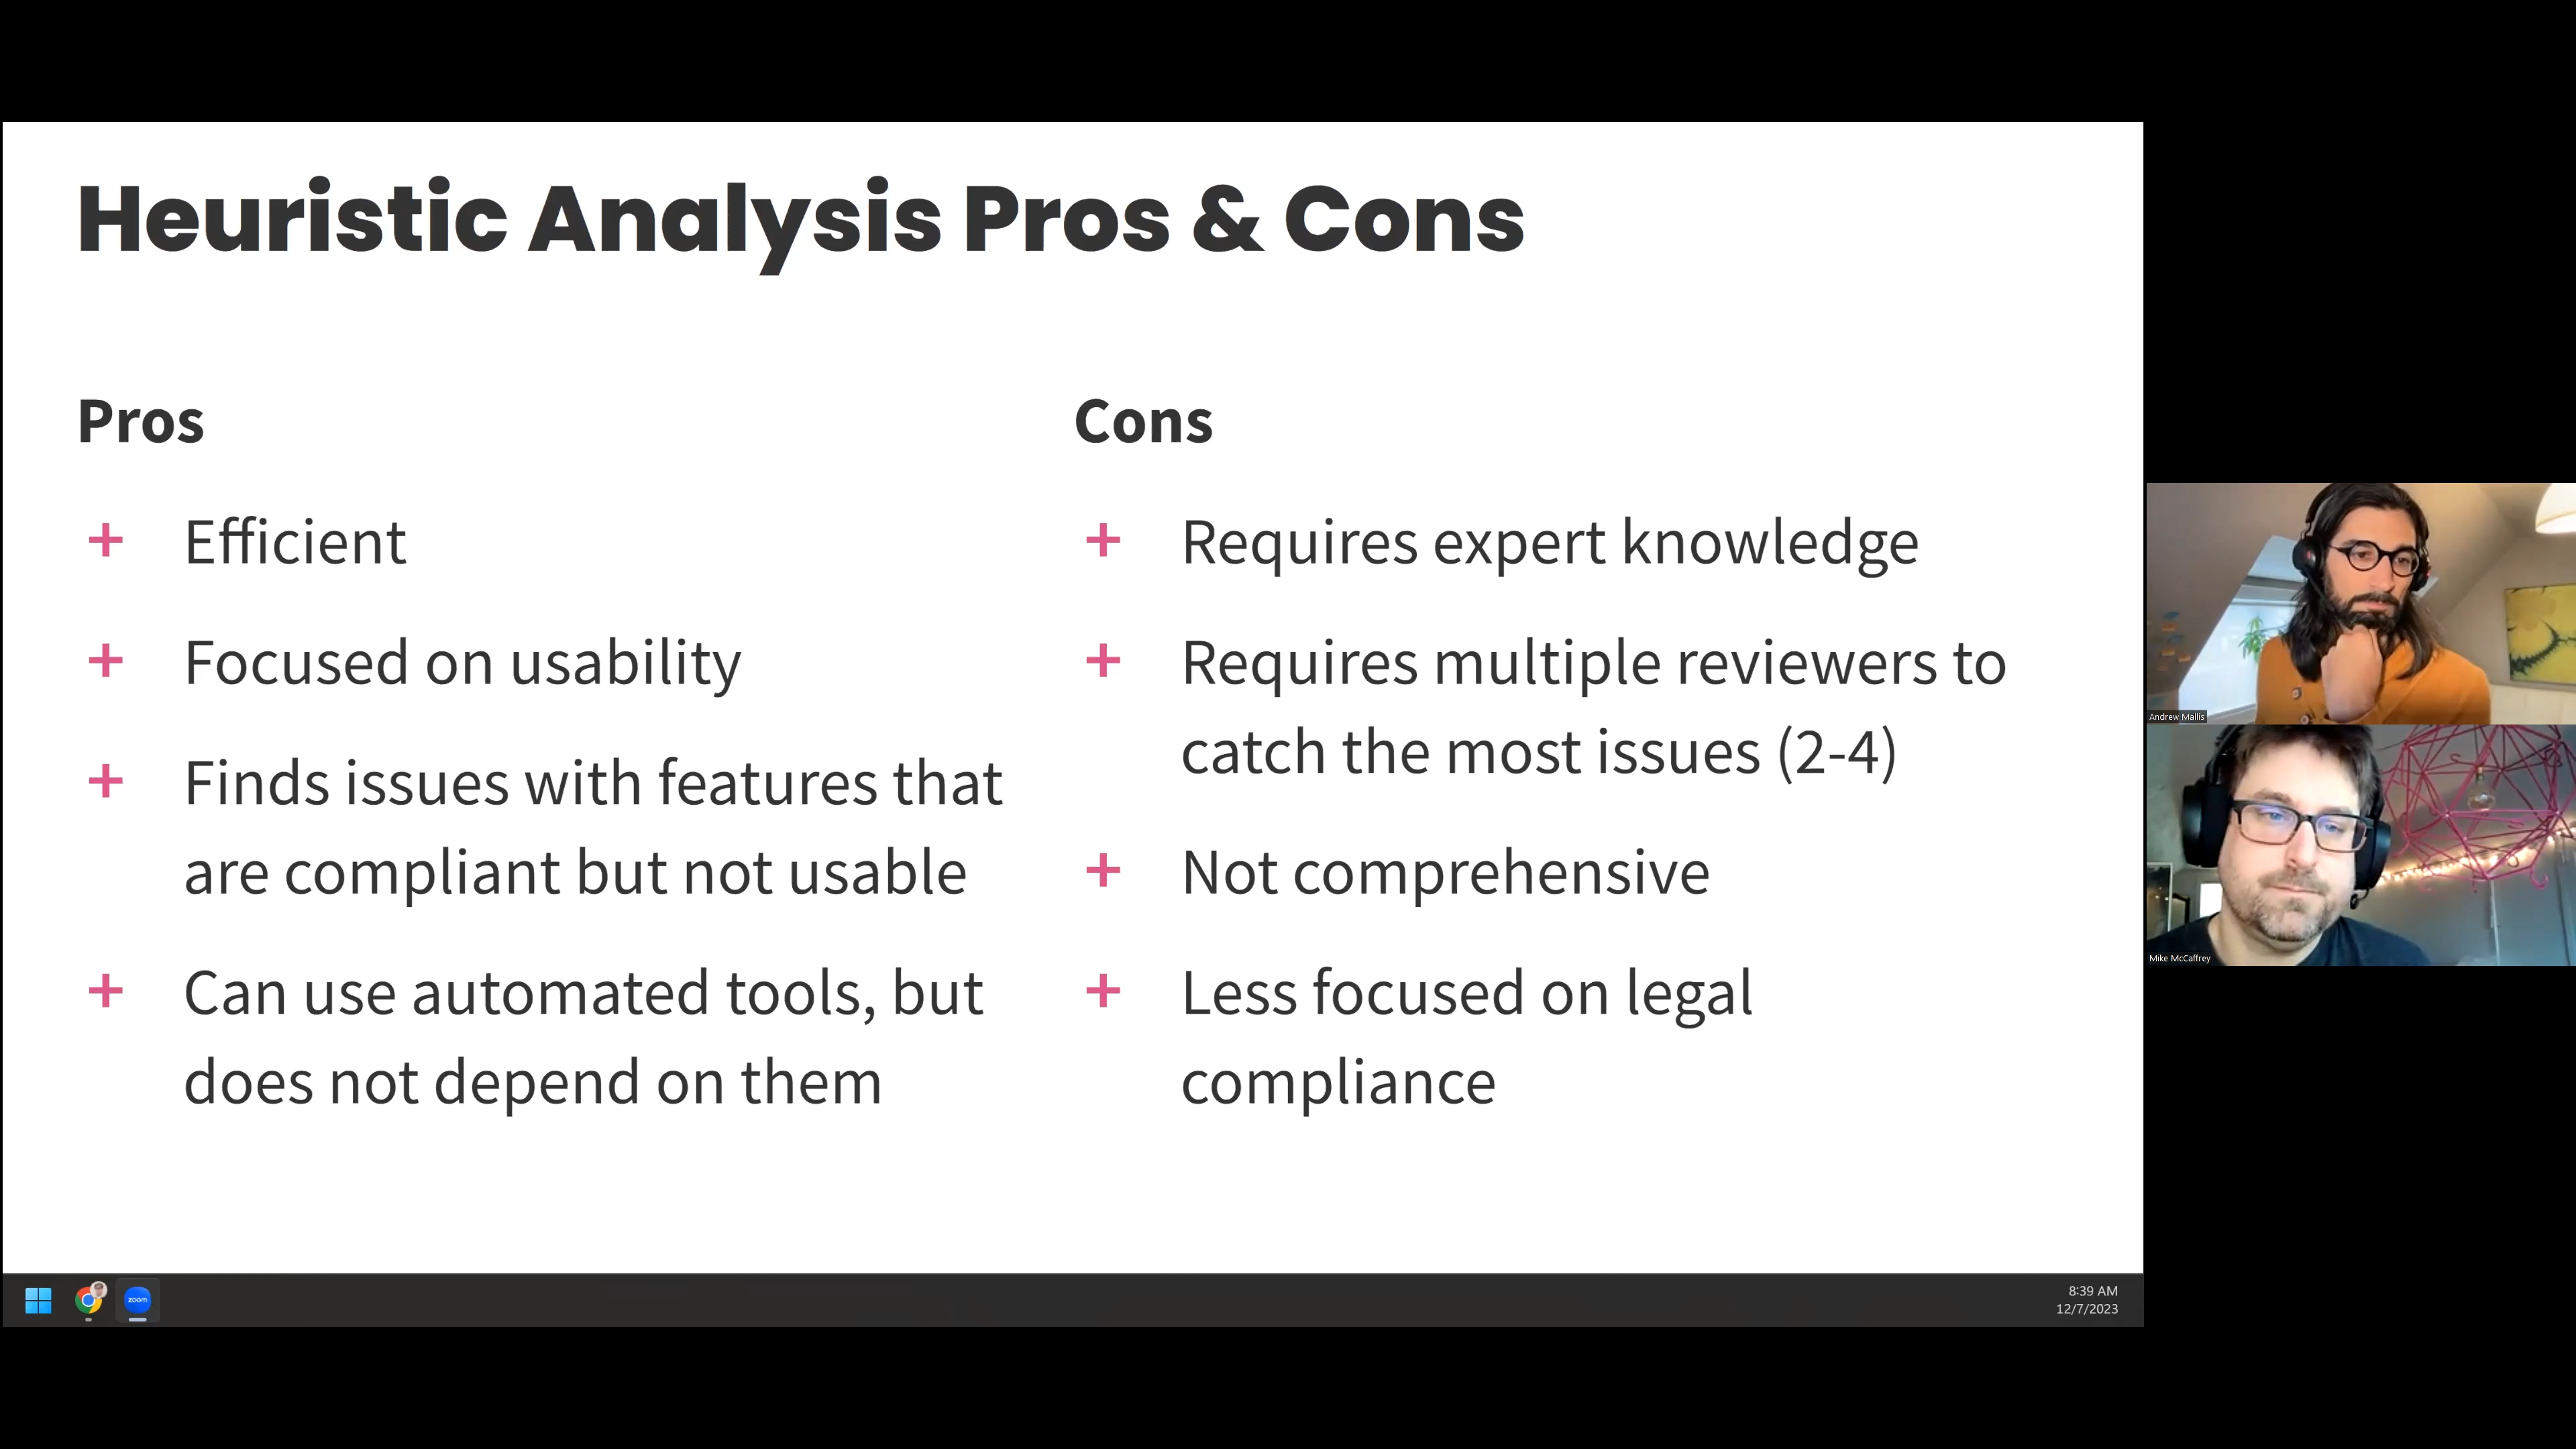 Heuristic Analysis Pros & Cons
Pros
+ Efficient
+ Focused on usability
+ Finds issues with features that
are compliant but not usable
+ Can use automated tools, but
does not depend on them
Cons
+ Requires expert knowledge
+ Requires multiple reviewers to
catch the most issues (2-4)
+ Not comprehensive
+ Less focused on legal
compliance
Andrew Mallis
Mike McCaffrey
zoom
8:39 AM
12/7/2023